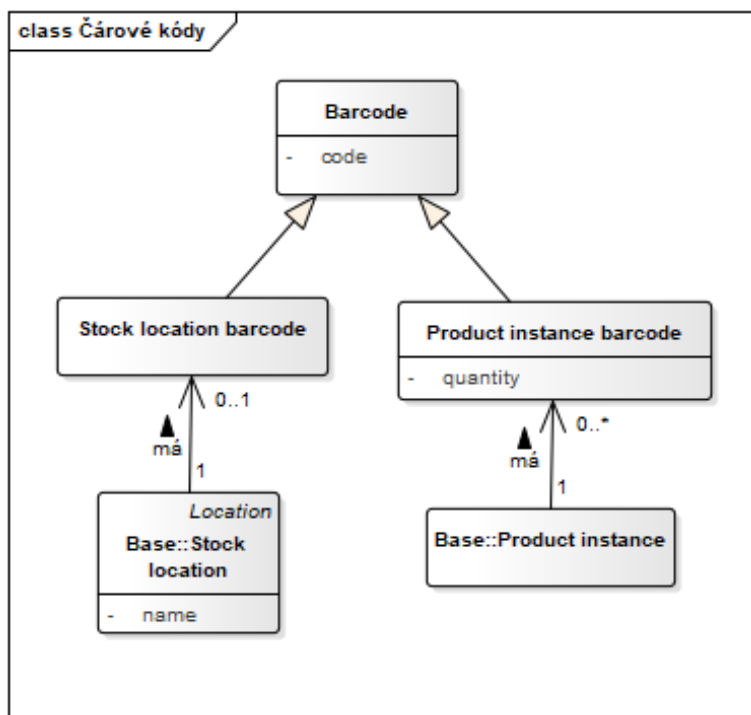 class Čárové kódy
Barcode
- code
Stock location barcode
Product instance barcode
- quantity
0..1
má
1
0..*
má
1
Location
Base::Stock
location
- name
Base::Product instance